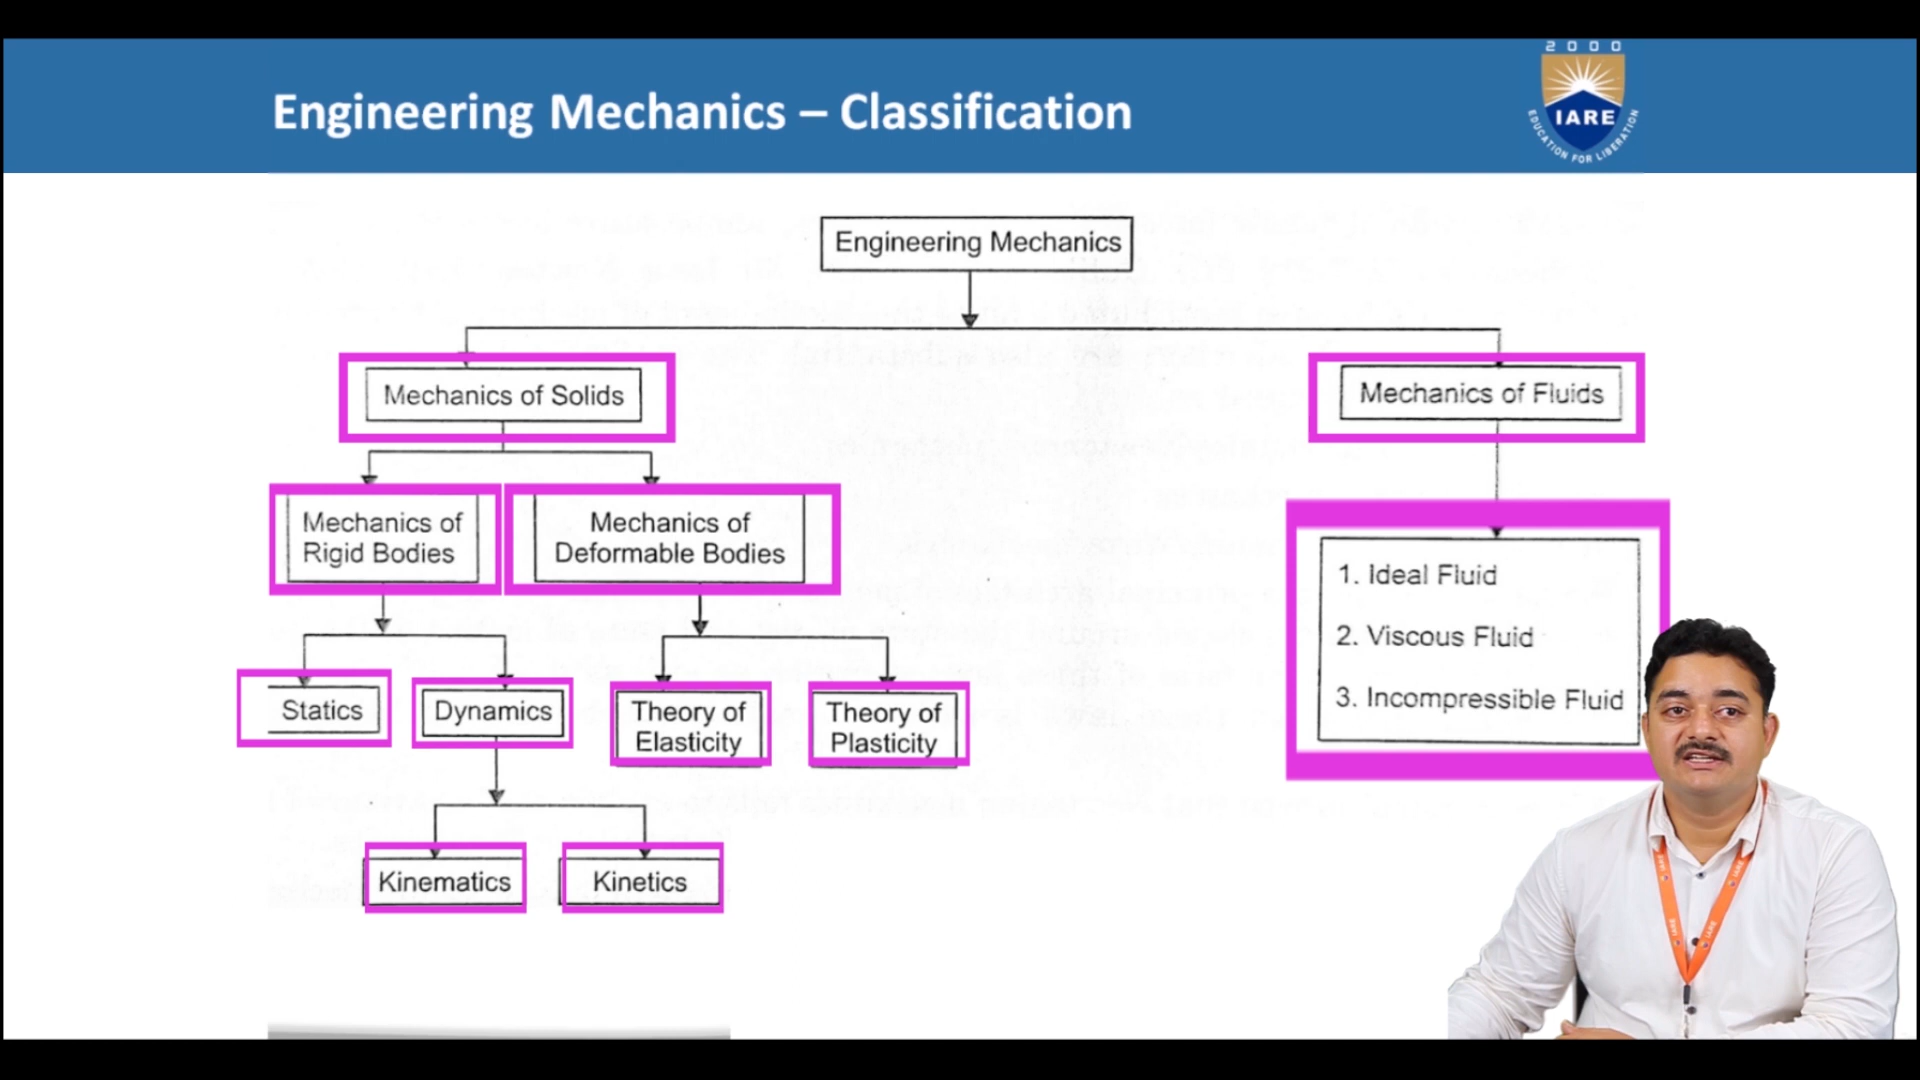 2000
IARE
EDUCATION FOR LIBERATION
Engineering Mechanics – Classification
Engineering Mechanics
Mechanics of Solids
Mechanics of Fluids
Mechanics of
Rigid Bodies
Mechanics of
Deformable Bodies
1. Ideal Fluid
2. Viscous Fluid
3. Incompressible Fluid
Statics
Dynamics
Theory of
Elasticity
Theory of
Plasticity
Kinematics
Kinetics